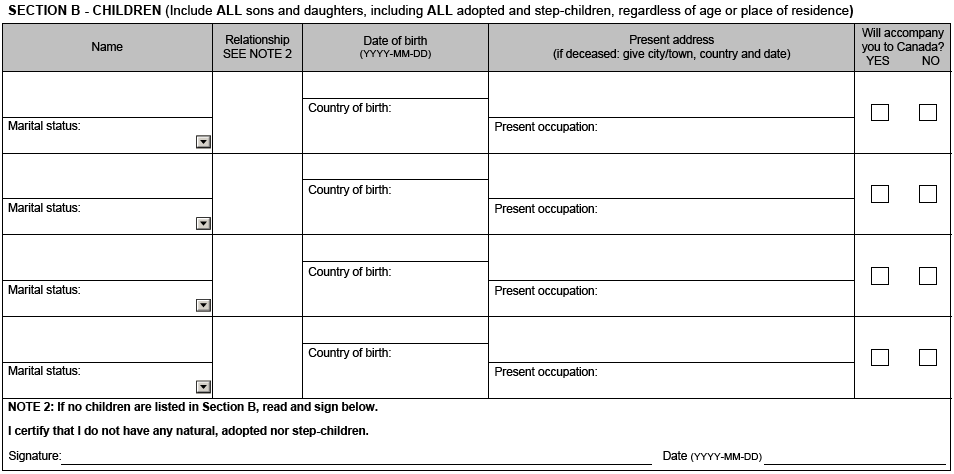 SECTION B - CHILDREN (Include ALL sons and daughters, including ALL adopted and step-children, regardless of age or place of residence)
Name
Relationship
SEE NOTE 2
Date of birth
(YYYY-MM-DD)
Present address
(if deceased: give city/town, country and date)
Will accompany
you to Canada?
YES NO
Country of birth:
Marital status:
Present occupation:
Country of birth:
Marital status:
Present occupation:
Country of birth:
Marital status:
Present occupation:
Country of birth:
Marital status:
Present occupation:
NOTE 2: If no children are listed in Section B, read and sign below.
I certify that I do not have any natural, adopted nor step-children.
Signature: Date (YYYY-MM-DD)